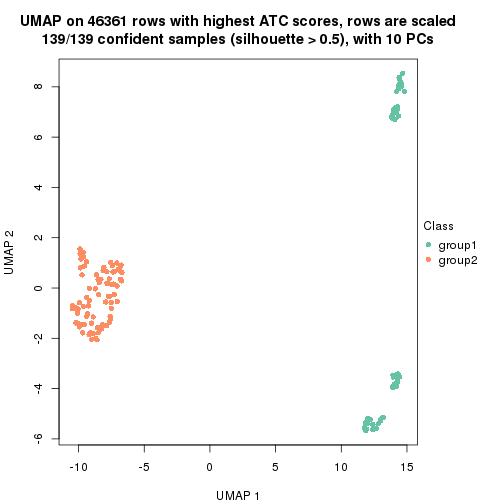 UMAP on 46361 rows with highest ATC scores, rows are scaled
139/139 confident samples (silhouette > 0.5), with 10 PCs
8
6
4
2
0
-2
-4
-6
UMAP 2
Class
group1
group2
-10 -5 0 5 10 15
UMAP 1